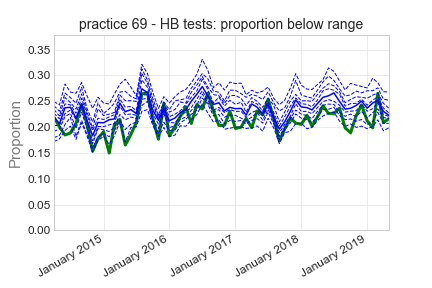 practice 69 - HB tests: proportion below range
Proportion
0.35
0.30
0.25
0.20
0.15
0.10
0.05
0.00
January 2015
January 2016
January 2017
January 2018
January 2019